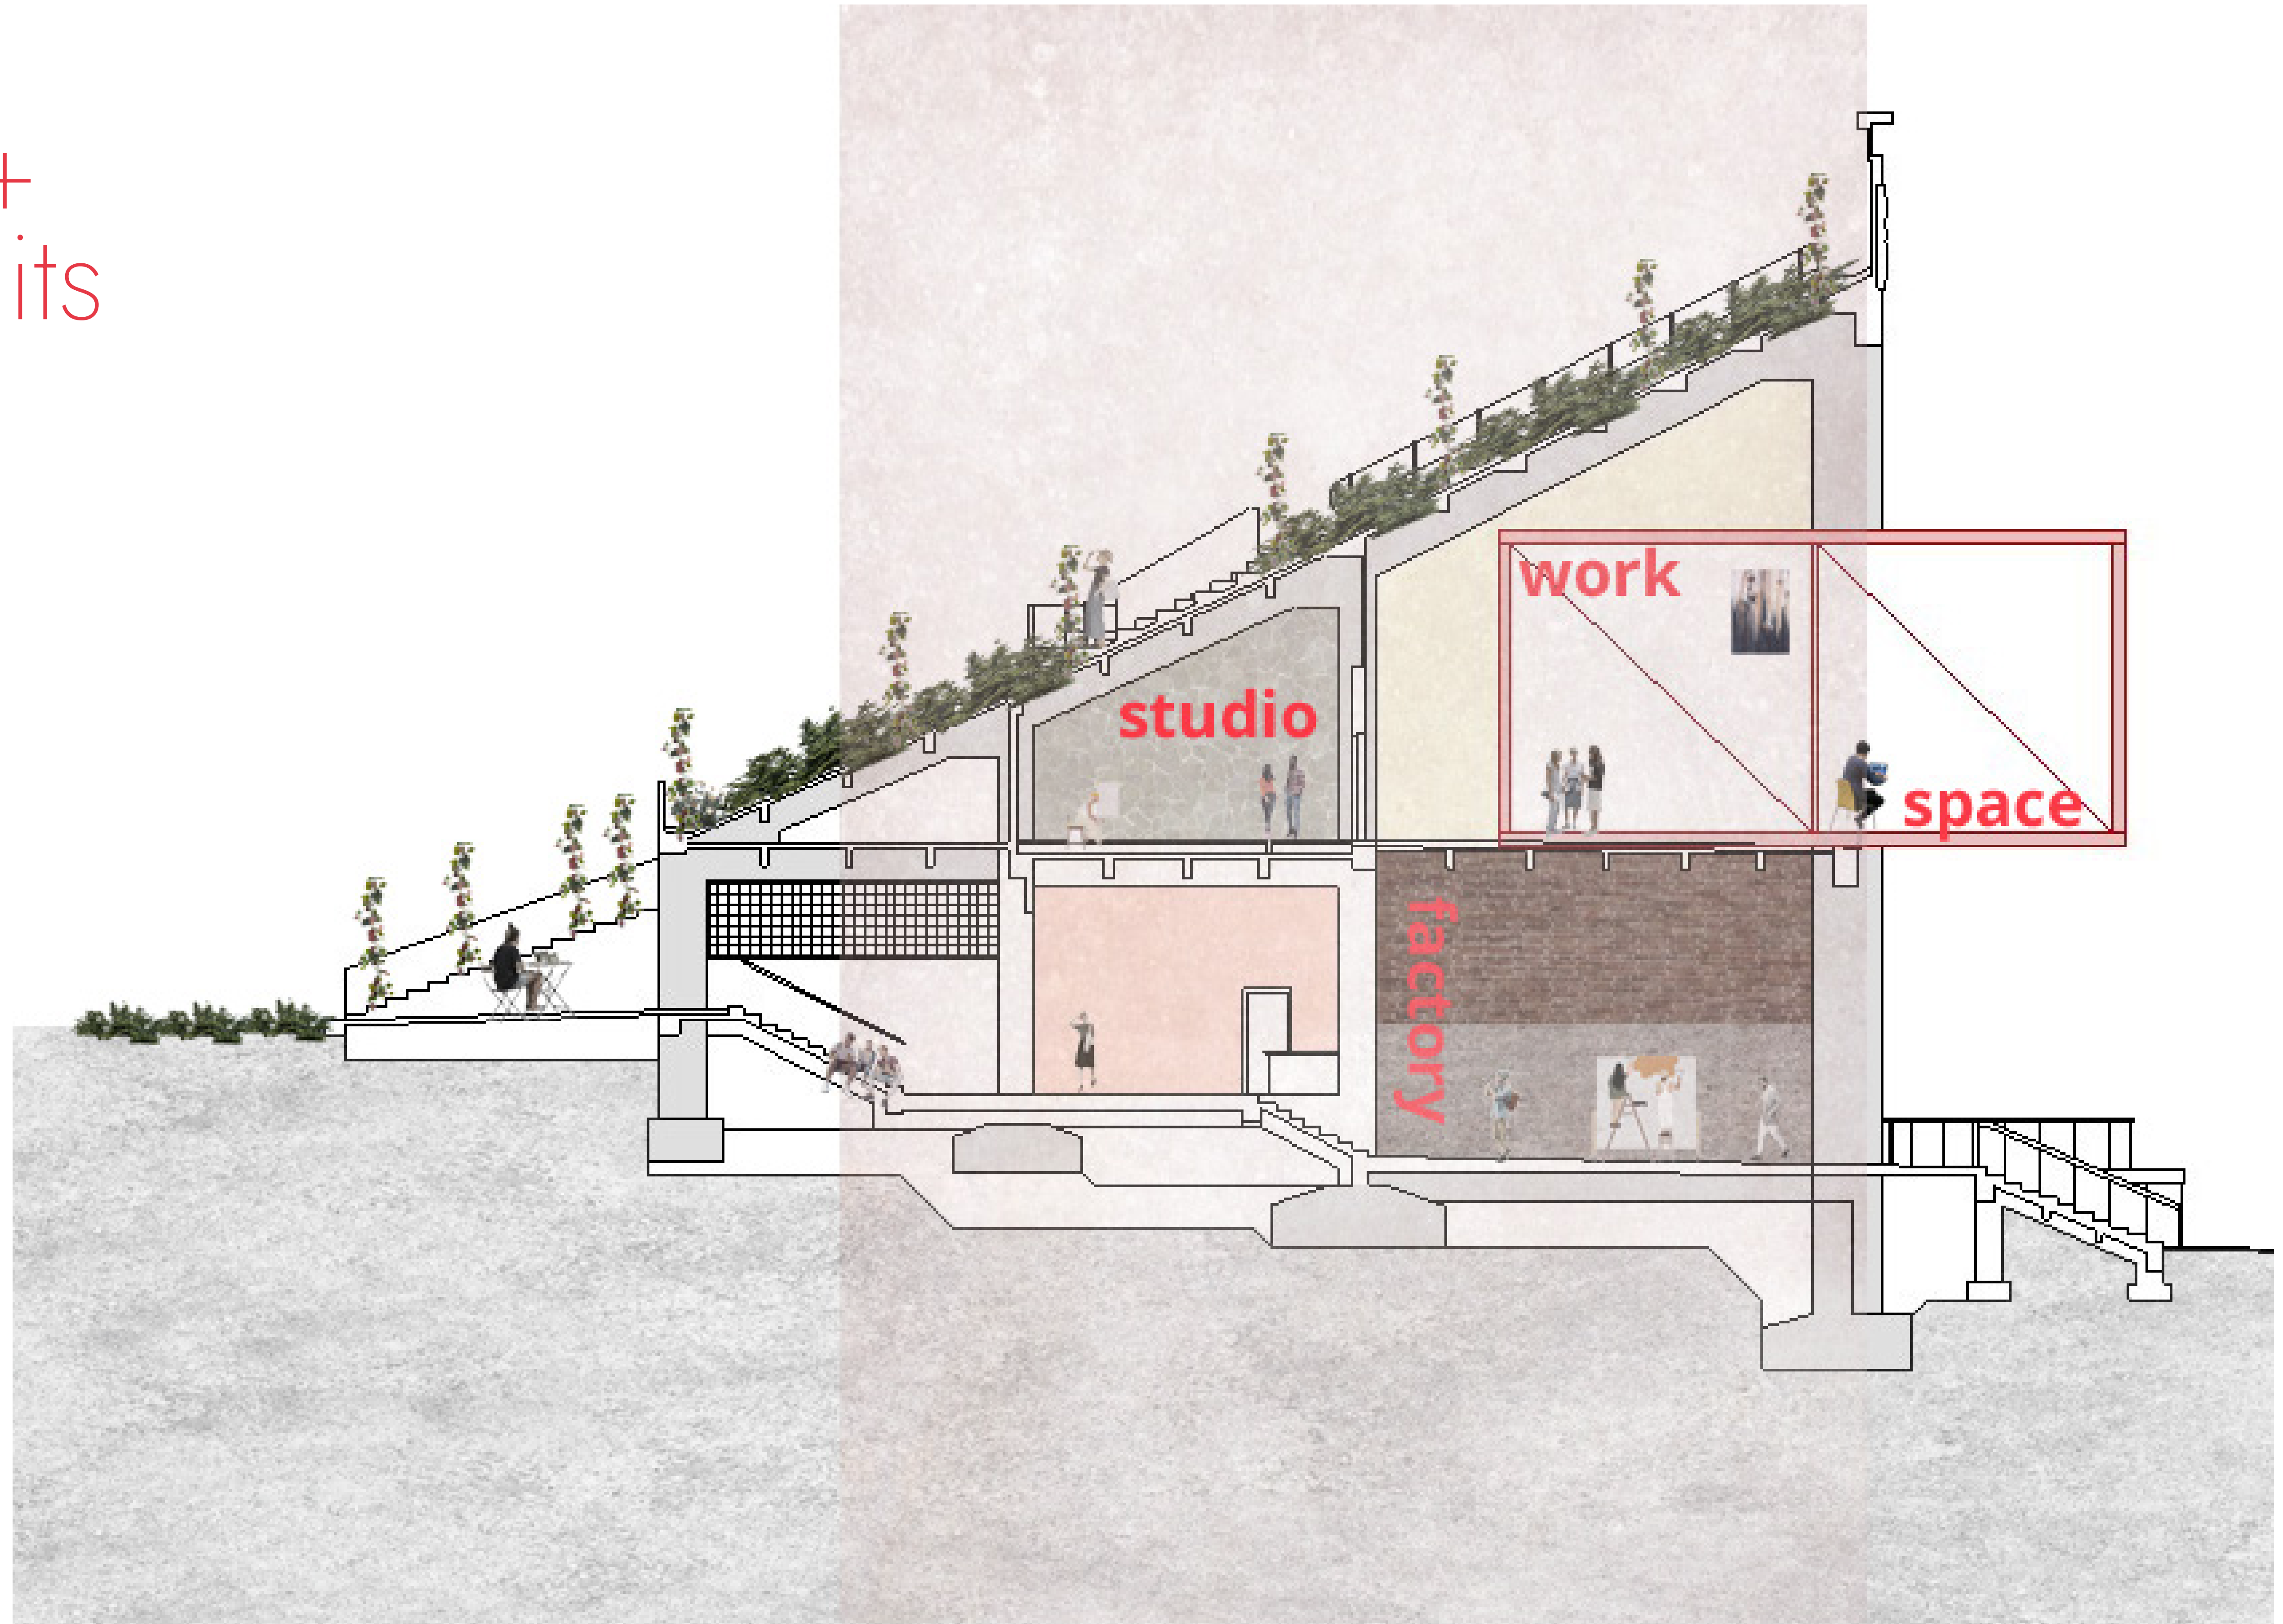 +
its
work
studio
space
factory